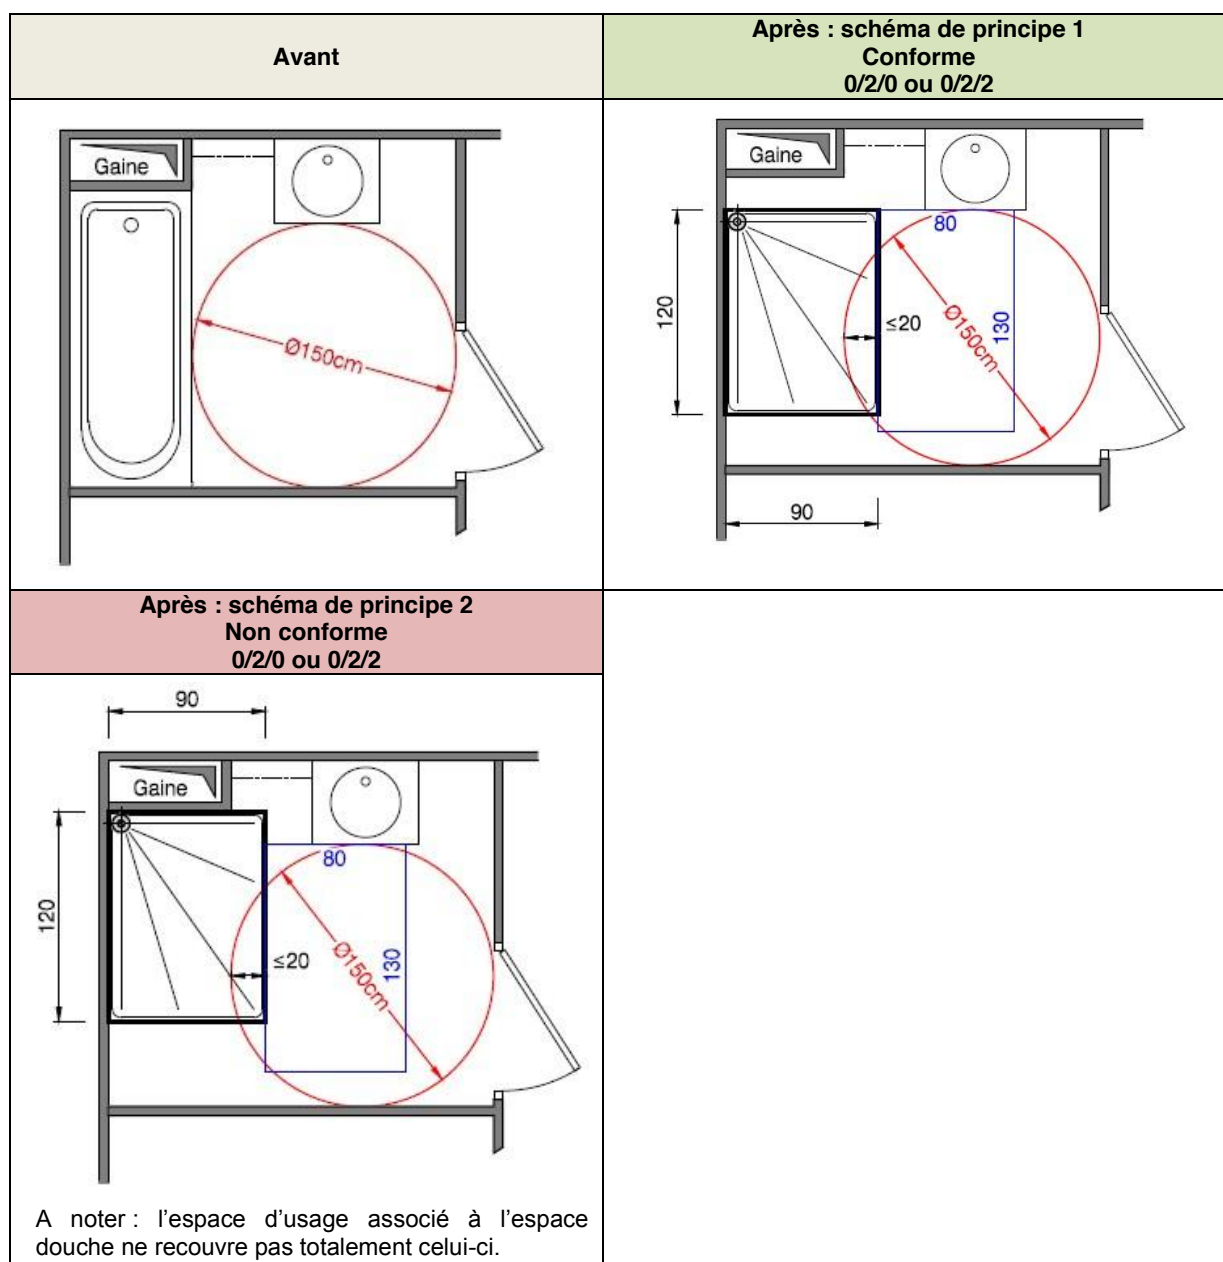 Avant
Après : schéma de principe 1
Conforme
0/2/0 ou 0/2/2
Gaine
Ø150cm
Gaine
80
120
≤20
Ø150cm
130
90
Après : schéma de principe 2
Non conforme
0/2/0 ou 0/2/2
90
Gaine
80
120
≤20
Ø150cm
130
A noter : l'espace d'usage associé à l'espace
douche ne recouvre pas totalement celui-ci.